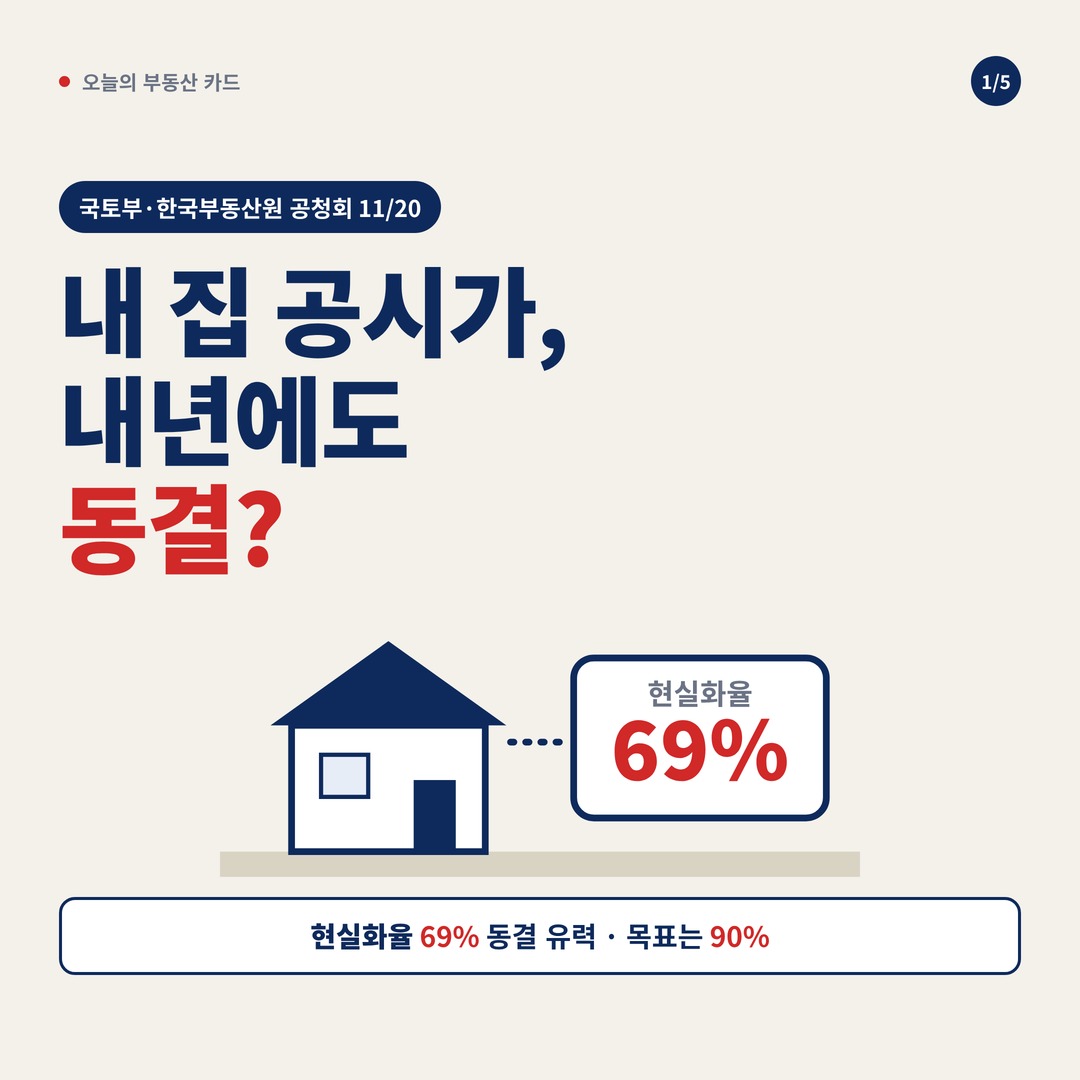 오늘의 부동산 카드
1/5
국토부·한국부동산원 공청회 11/20
내 집 공시가,
내년에도
동결?
현실화율
69%
현실화율 69% 동결 유력 · 목표는 90%